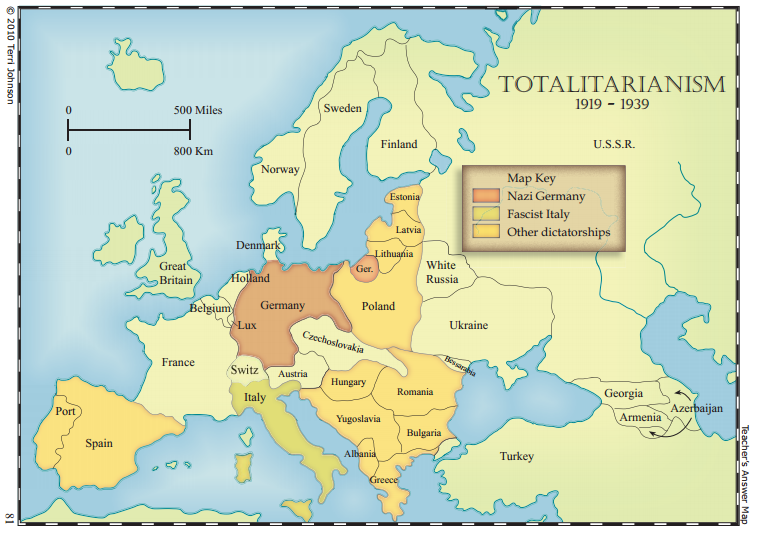 © 2010 Terri Johnson
TOTALITARIANISM
1919 - 1939
0 500 Miles
0 800 Km
Map Key
Nazi Germany
Fascist Italy
Other dictatorships
Sweden
Finland
Norway
U.S.S.R.
Estonia
Latvia
Lithuania
Denmark
Great
Britain
Holland
Ger.
White
Russia
Belgium
Germany
Poland
Lux
Ukraine
Czechoslovakia
France
Switz
Austria
Bessarabia
Hungary
Romania
Italy
Georgia
Azerbaijan
Armenia
Port
Spain
Yugoslavia
Bulgaria
Albania
Greece
Turkey
Teacher's Answer Map
81